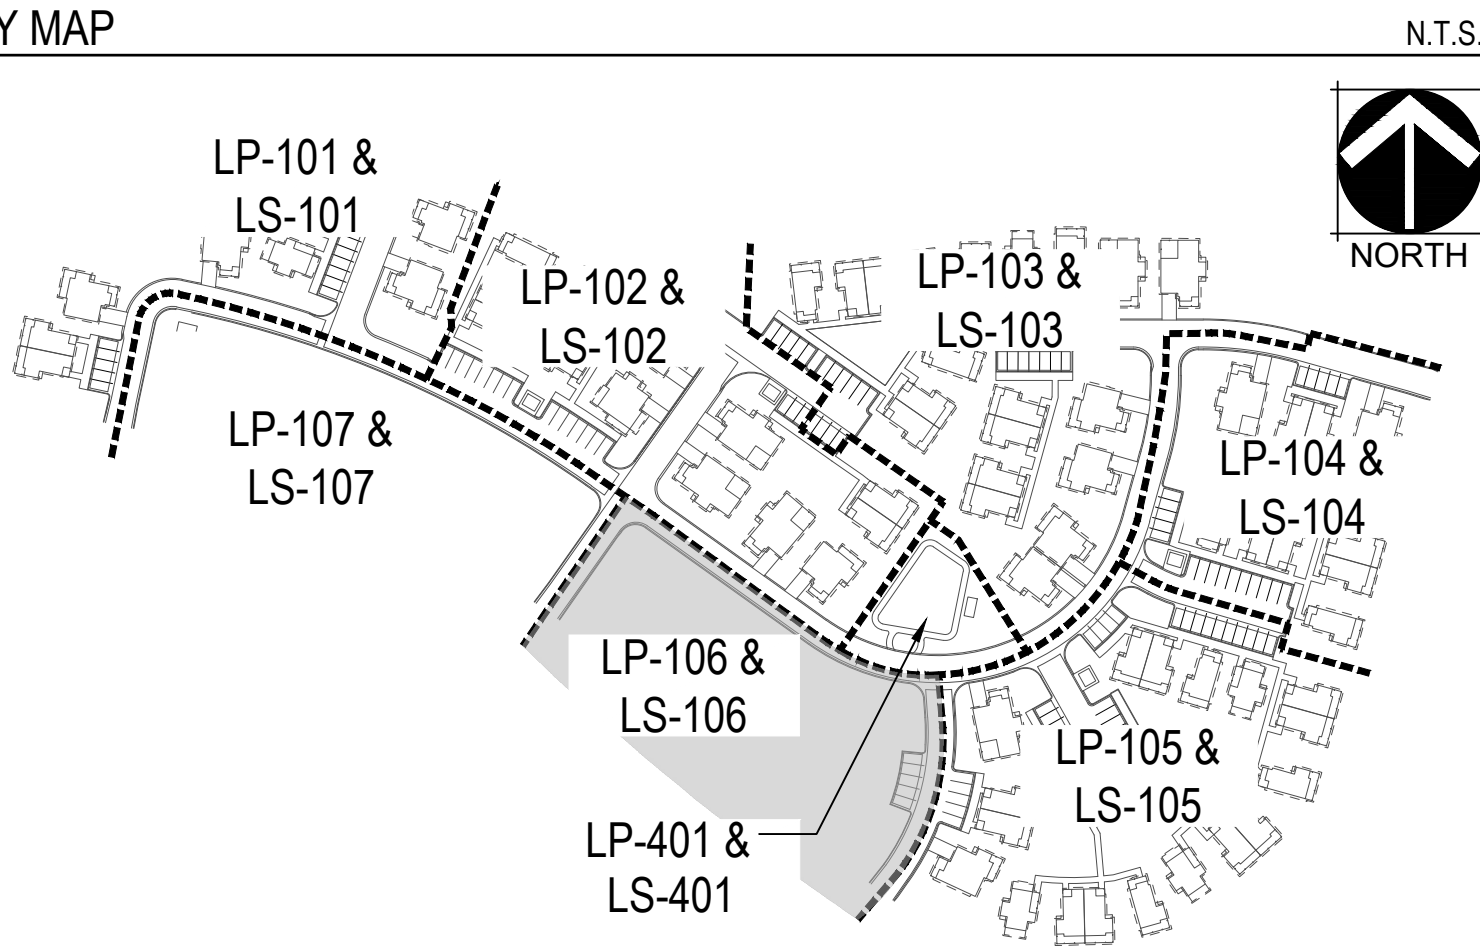 Y MAP
N.T.S.
NORTH
LP-101 &
LS-101
LP-102 &
LS-102
LP-103 &
LS-103
LP-107 &
LS-107
LP-104 &
LS-104
LP-106 &
LS-106
LP-105 &
LS-105
LP-401 &
LS-401